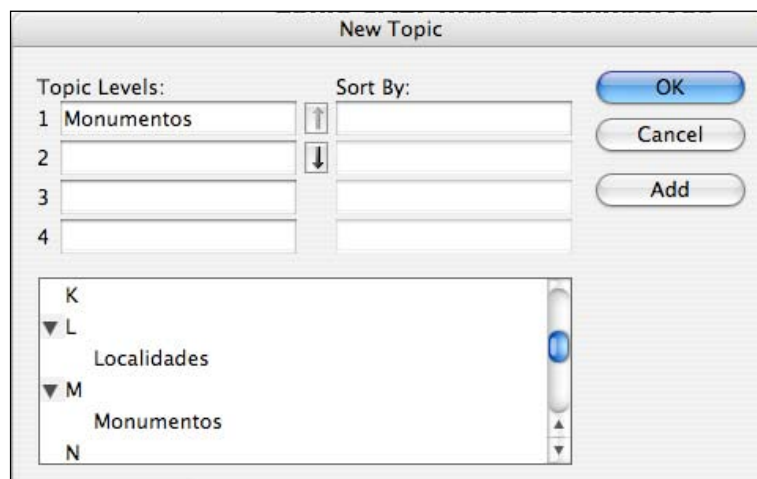 New Topic
Topic Levels:
Sort By:
OK
1 Monumentos
Cancel
2
Add
3
4
K
L
Localidades
M
Monumentos
N